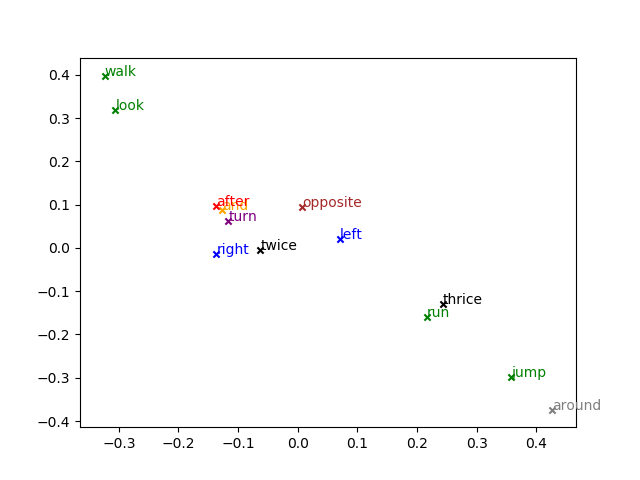 walk
look
after
and
opposite
turn
left
twice
right
thrice
run
jump
around
0.4
0.3
0.2
0.1
0.0
−0.1
−0.2
−0.3
−0.4
−0.3 −0.2 −0.1 0.0 0.1 0.2 0.3 0.4